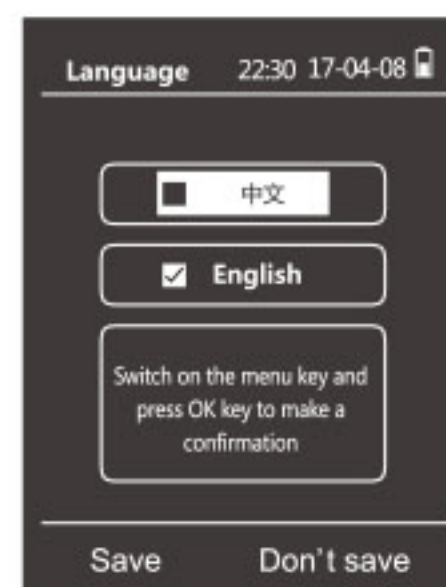 Language 22:30 17-04-08
中文
English
Switch on the menu key and
press OK key to make a
confirmation
Save Don't save